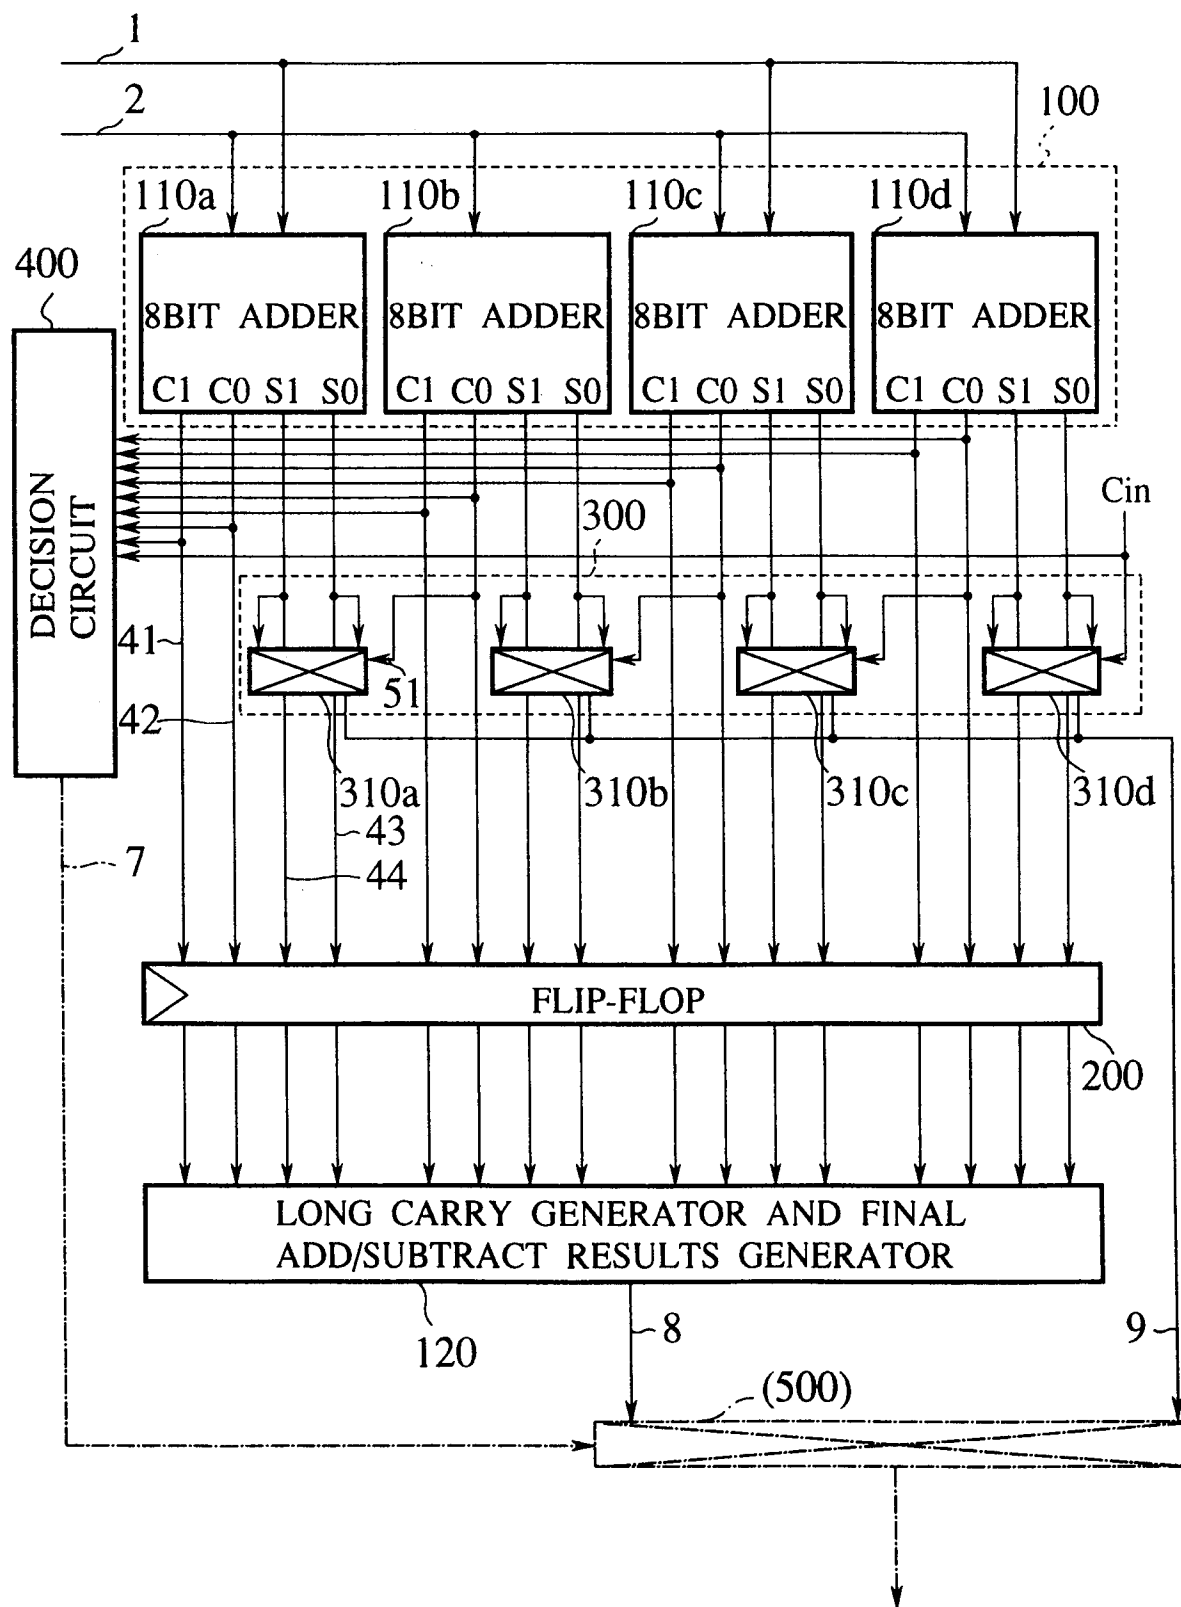 1
2
100
110a
110b
110c
110d
400
8BIT ADDER
8BIT ADDER
8BIT ADDER
8BIT ADDER
C1 C0 S1 S0
C1 C0 S1 S0
C1 C0 S1 S0
C1 C0 S1 S0
DECISION
CIRCUIT
Cin
300
41
51
42
310a
310b
310c
310d
43
7
44
FLIP-FLOP
200
LONG CARRY GENERATOR AND FINAL
ADD/SUBTRACT RESULTS GENERATOR
120
8
9
(500)